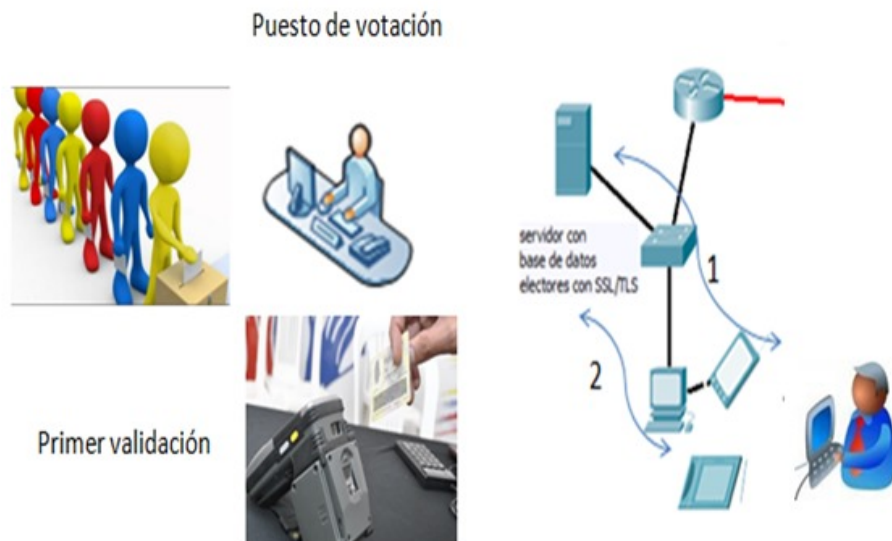 Puesto de votación
servidor con
base de datos
electores con SSL/TLS
1
2
Primer validación